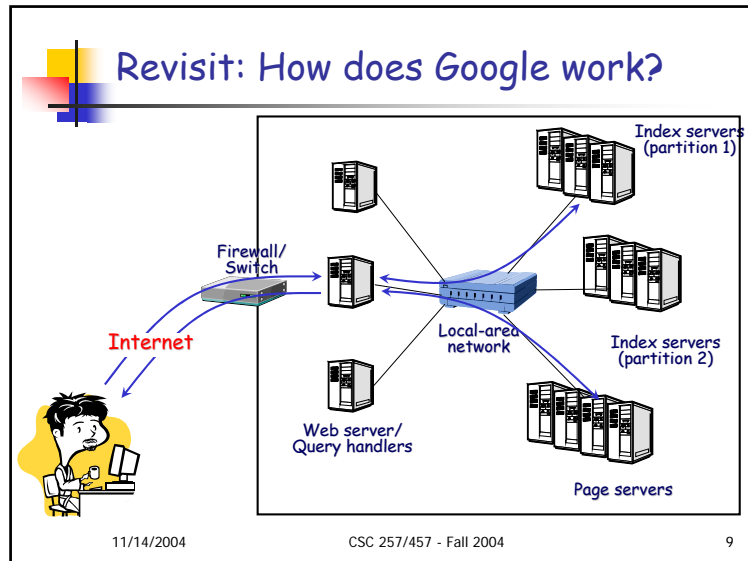 Revisit: How does Google work?
Index servers
(partition 1)
Firewall/
Switch
Internet
Local-area
network
Index servers
(partition 2)
Web server/
Query handlers
Page servers
11/14/2004
CSC 257/457 - Fall 2004
9